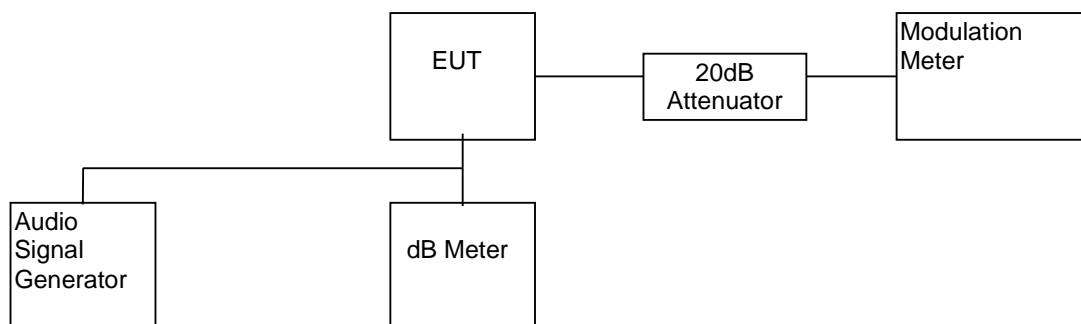 EUT
20dB
Attenuator
Modulation
Meter
Audio
Signal
Generator
dB Meter